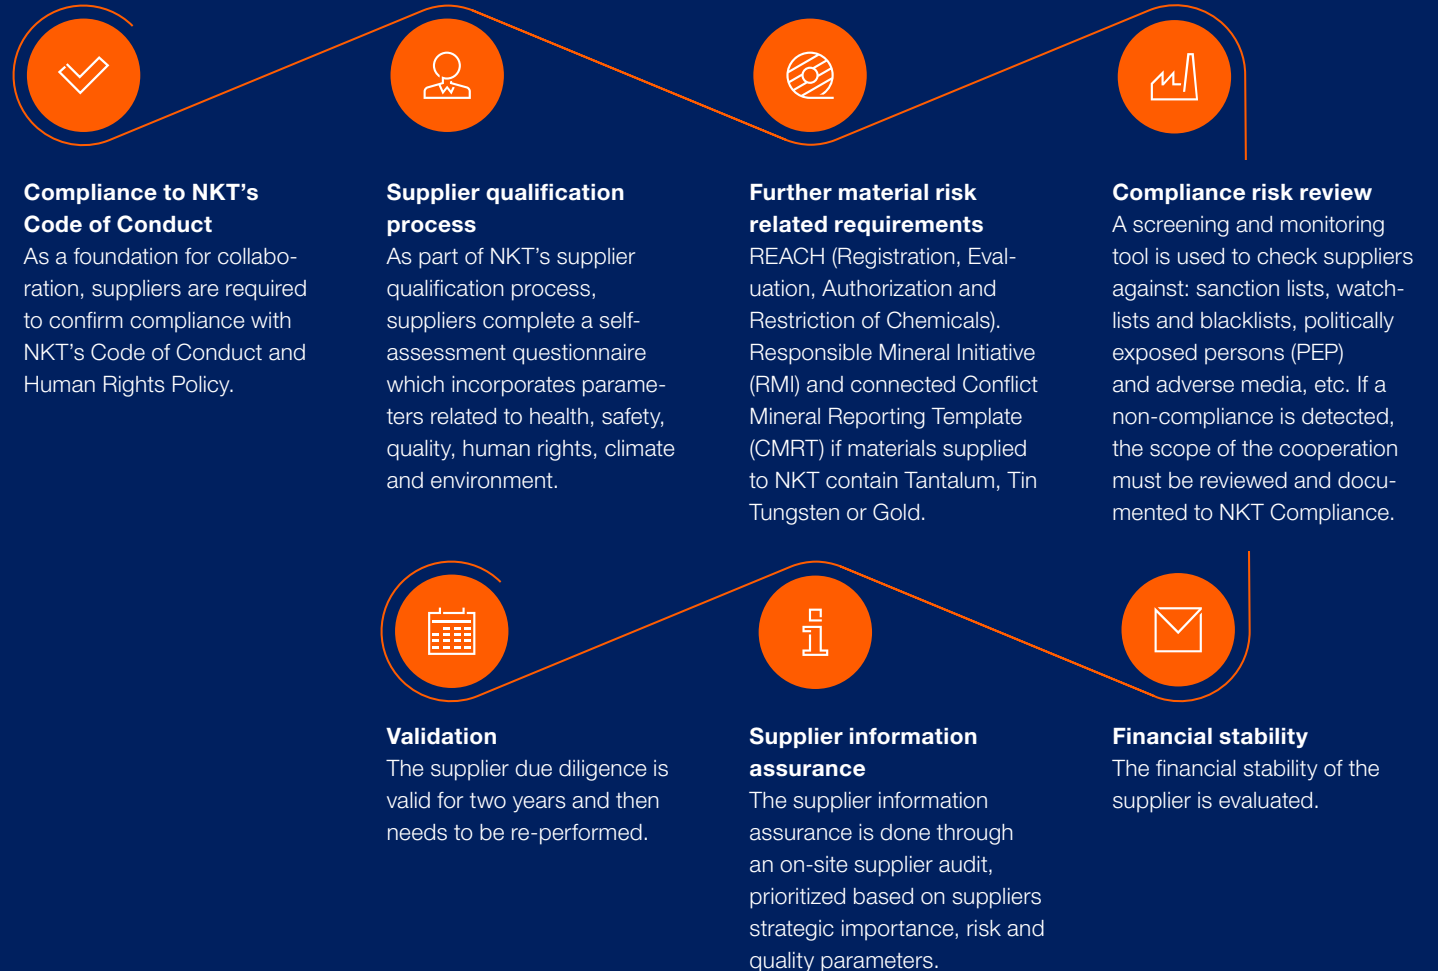 Compliance to NKT’s
Code of Conduct
As a foundation for collabo-
ration, suppliers are required
to confirm compliance with
NKT’s Code of Conduct and
Human Rights Policy.
Supplier qualification
process
As part of NKT’s supplier
qualification process,
suppliers complete a self-
assessment questionnaire
which incorporates parame-
ters related to health, safety,
quality, human rights, climate
and environment.
Further material risk
related requirements
REACH (Registration, Eval-
uation, Authorization and
Restriction of Chemicals).
Responsible Mineral Initiative
(RMI) and connected Conflict
Mineral Reporting Template
(CMRT) if materials supplied
to NKT contain Tantalum, Tin
Tungsten or Gold.
Compliance risk review
A screening and monitoring
tool is used to check suppliers
against: sanction lists, watch-
lists and blacklists, politically
exposed persons (PEP)
and adverse media, etc. If a
non-compliance is detected,
the scope of the cooperation
must be reviewed and docu-
mented to NKT Compliance.
Financial stability
The financial stability of the
supplier is evaluated.
Supplier information
assurance
The supplier information
assurance is done through
an on-site supplier audit,
prioritized based on suppliers
strategic importance, risk and
quality parameters.
Validation
The supplier due diligence is
valid for two years and then
needs to be re-performed.